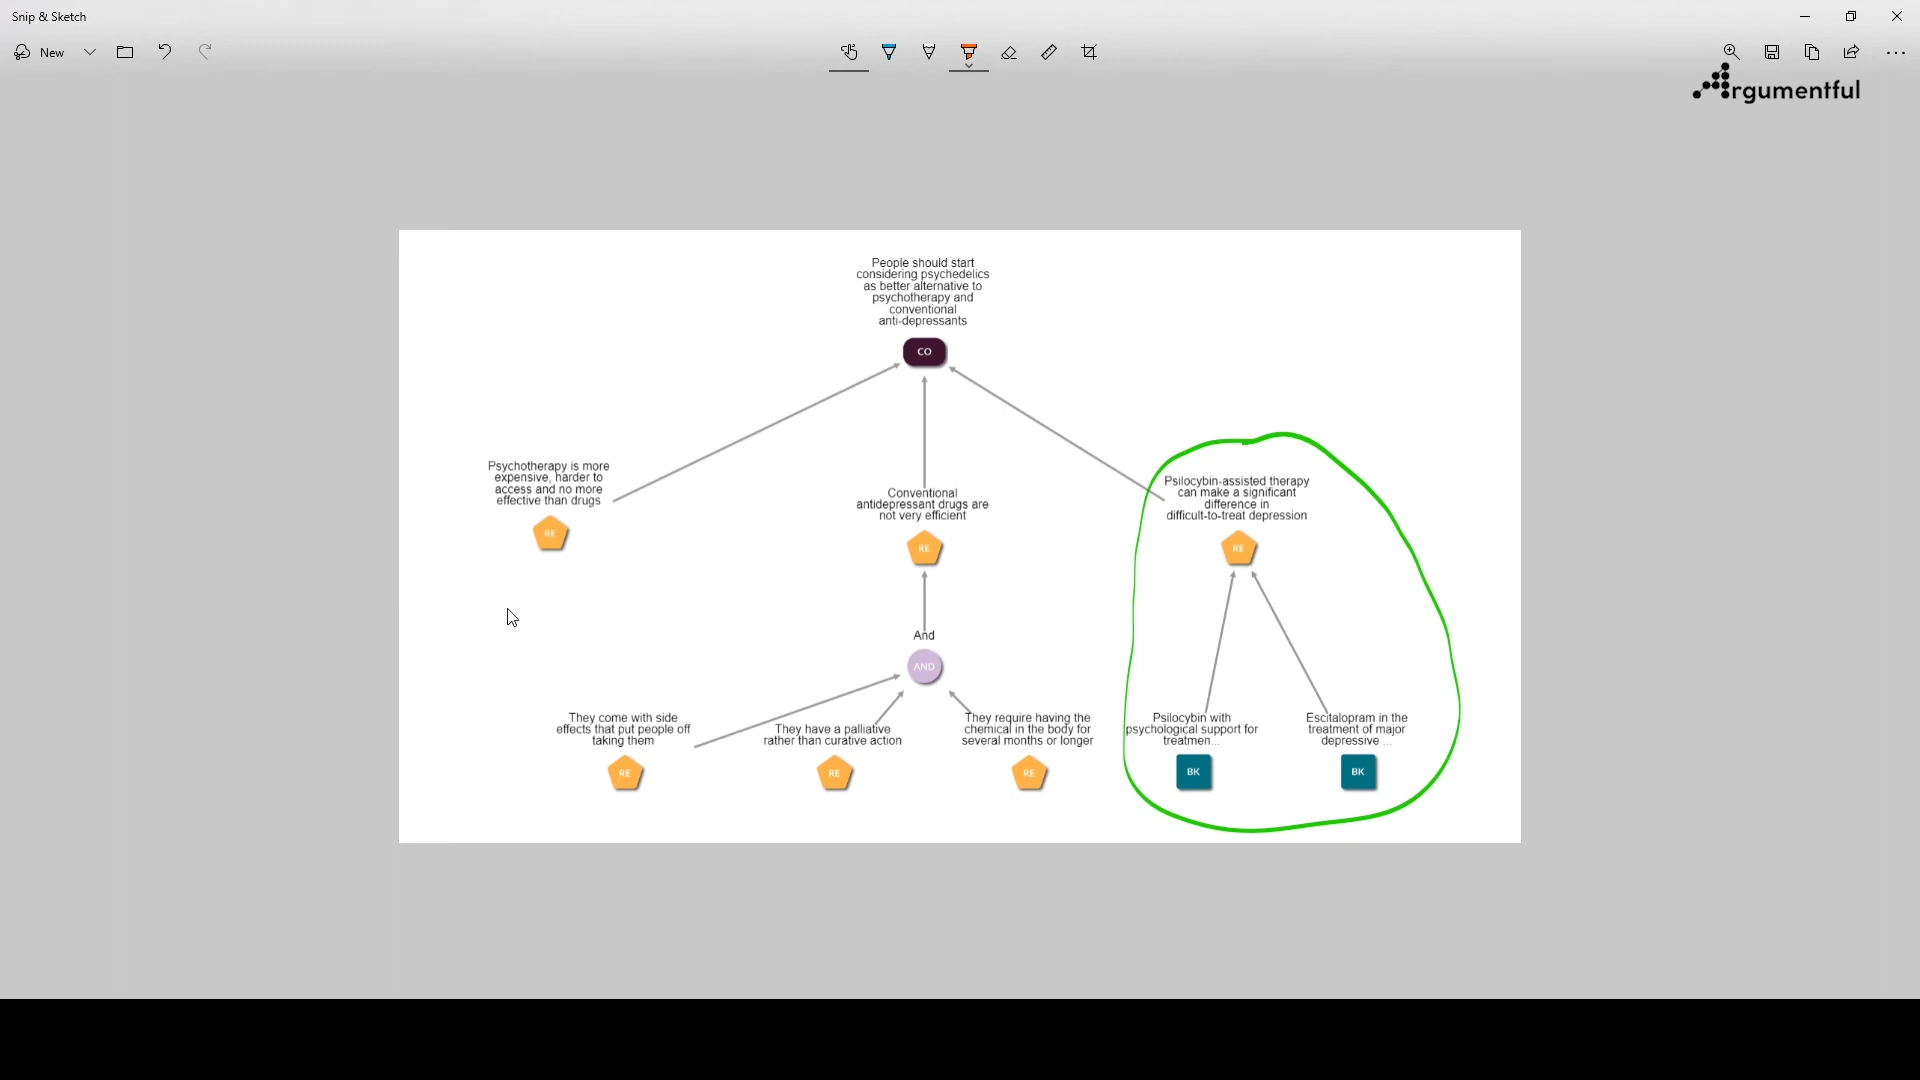 Snip & Sketch
New
Argumentful
People should start
considering psychedelics
as better alternative to
psychotherapy and
conventional
anti-depressants
CO
Psychotherapy is more
expensive, harder to
access and no more
effective than drugs
RE
Conventional
antidepressant drugs are
not very efficient
RE
Psilocybin-assisted therapy
can make a significant
difference in
difficult-to-treat depression
RE
And
AND
They come with side
effects that put people off
taking them
RE
They have a palliative
rather than curative action
RE
They require having the
chemical in the body for
several months or longer
RE
Psilocybin with
psychological support for
treatmen...
BK
Escitalopram in the
treatment of major
depressive ...
BK